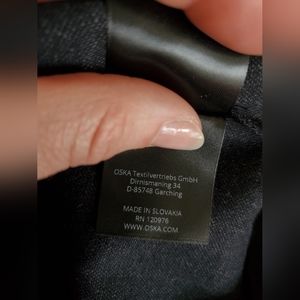 OSKA Textilvertriebs GmbH
Dirnismaning 34
D-85748 Garching
MADE IN SLOVAKIA
RN 120976
WWW.OSKA.COM